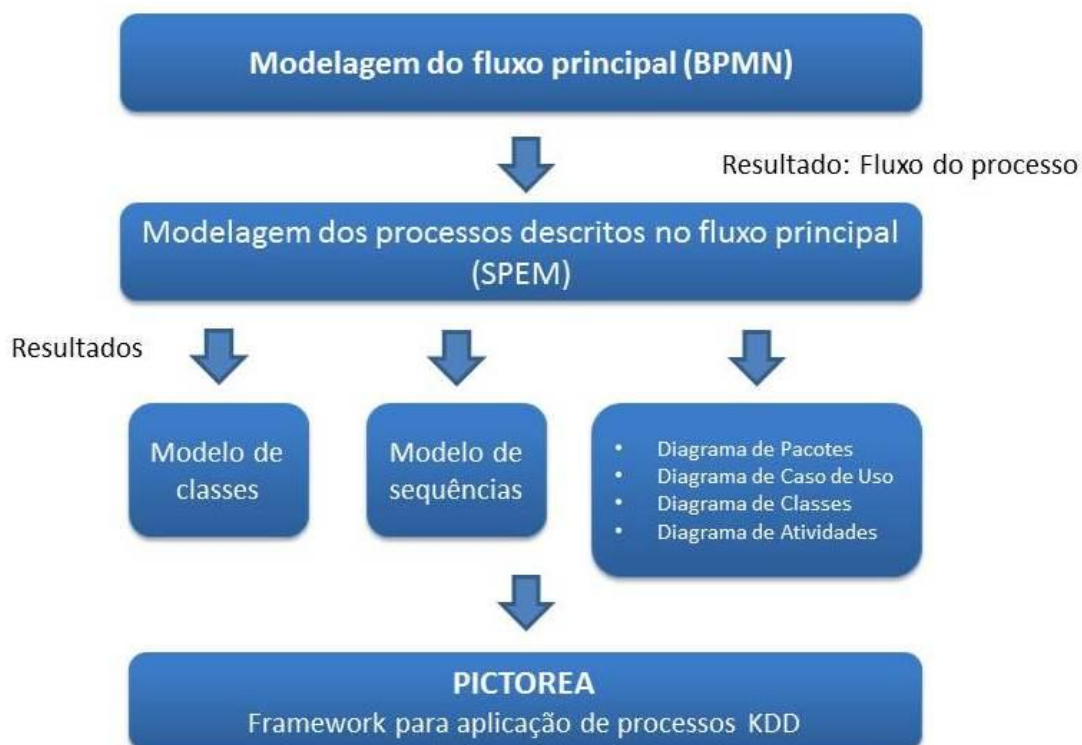 Modelagem do fluxo principal (BPMN)
Resultado: Fluxo do processo
Modelagem dos processos descritos no fluxo principal
(SPEM)
Resultados
Modelo de
classes
Modelo de
sequências
• Diagrama de Pacotes
• Diagrama de Caso de Uso
• Diagrama de Classes
• Diagrama de Atividades
PICTOREA
Framework para aplicação de processos KDD